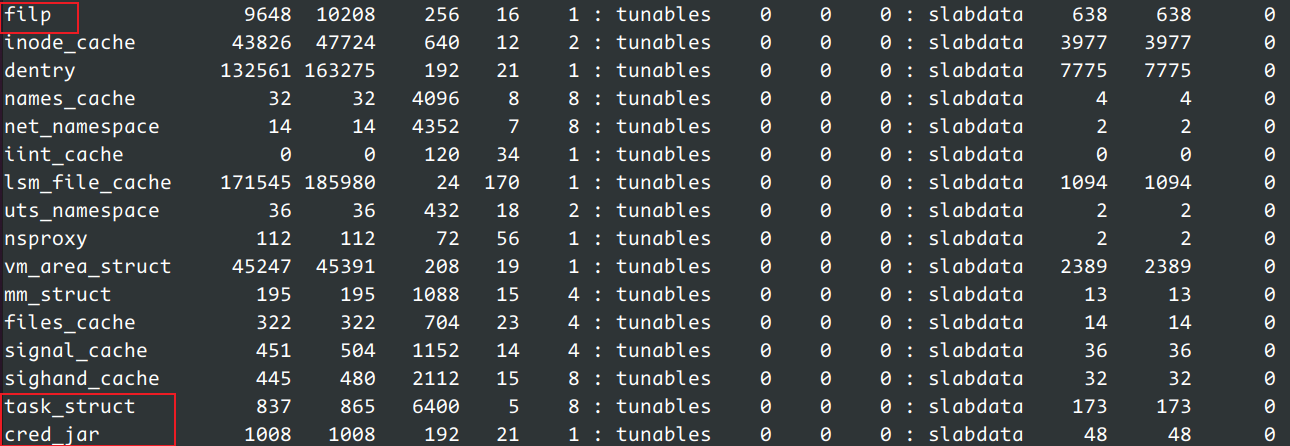 filp 9648 10208 256 16 1 : tunables 0 0 0 : slabdata 638 638 0
inode_cache 43826 47724 640 12 2 : tunables 0 0 0 : slabdata 3977 3977 0
dentry 132561 163275 192 21 1 : tunables 0 0 0 : slabdata 7775 7775 0
names_cache 32 32 4096 8 8 : tunables 0 0 0 : slabdata 4 4 0
net_namespace 14 14 4352 7 8 : tunables 0 0 0 : slabdata 2 2 0
iint_cache 0 0 120 34 1 : tunables 0 0 0 : slabdata 0 0 0
lsm_file_cache 171545 185980 24 170 1 : tunables 0 0 0 : slabdata 1094 1094 0
uts_namespace 36 36 432 18 2 : tunables 0 0 0 : slabdata 2 2 0
nsproxy 112 112 72 56 1 : tunables 0 0 0 : slabdata 2 2 0
vm_area_struct 45247 45391 208 19 1 : tunables 0 0 0 : slabdata 2389 2389 0
mm_struct 195 195 1088 15 4 : tunables 0 0 0 : slabdata 13 13 0
files_cache 322 322 704 23 4 : tunables 0 0 0 : slabdata 14 14 0
signal_cache 451 504 1152 14 4 : tunables 0 0 0 : slabdata 36 36 0
sighand_cache 445 480 2112 15 8 : tunables 0 0 0 : slabdata 32 32 0
task_struct 837 865 6400 5 8 : tunables 0 0 0 : slabdata 173 173 0
cred_jar 1008 1008 192 21 1 : tunables 0 0 0 : slabdata 48 48 0